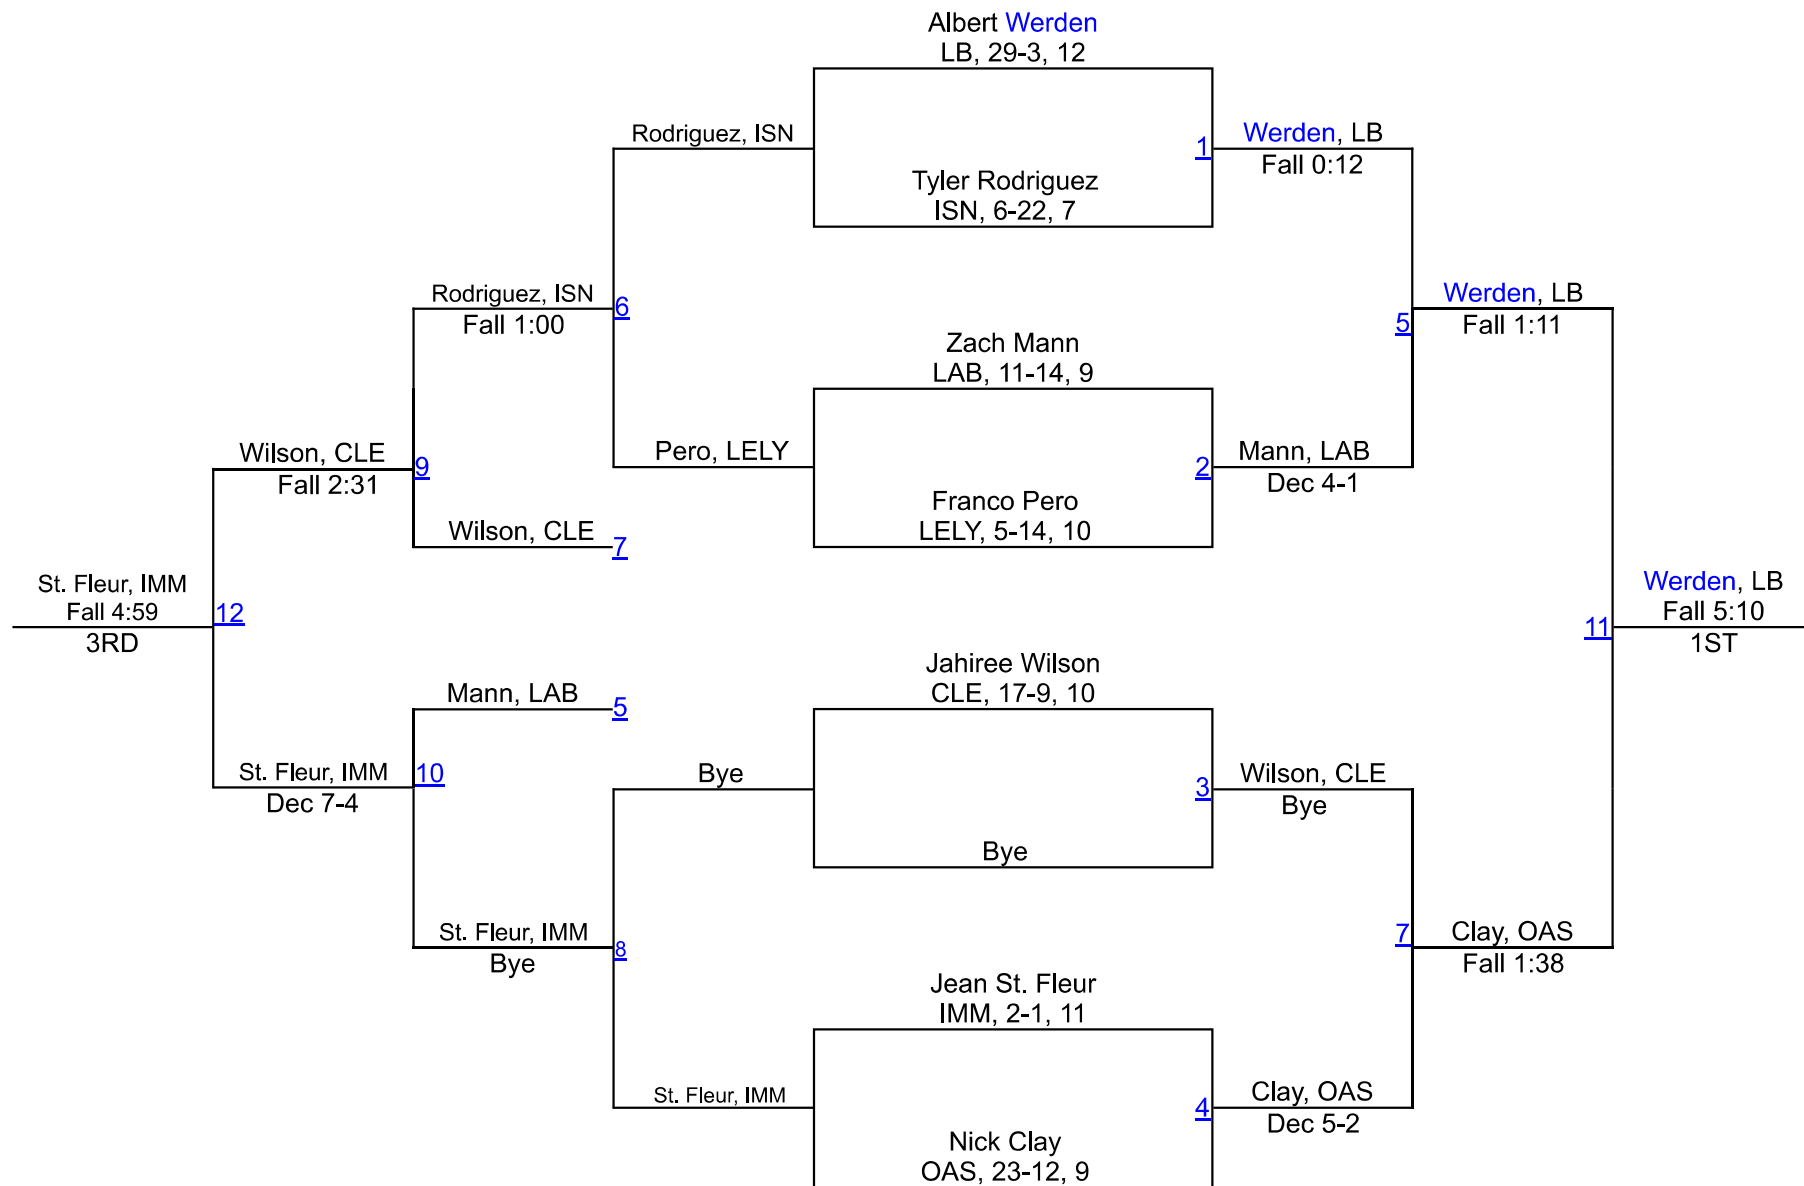 Albert Werden
LB, 29-3, 12
Rodriguez, ISN
1
Werden, LB
Fall 0:12
Tyler Rodriguez
ISN, 6-22, 7
Rodriguez, ISN
Fall 1:00
6
Werden, LB
Fall 1:11
5
Zach Mann
LAB, 11-14, 9
Wilson, CLE
Fall 2:31
9
Pero, LELY
2
Mann, LAB
Dec 4-1
Franco Pero
LELY, 5-14, 10
Wilson, CLE
7
St. Fleur, IMM
Fall 4:59
3RD
12
Werden, LB
Fall 5:10
1ST
11
Jahiree Wilson
CLE, 17-9, 10
Mann, LAB
5
St. Fleur, IMM
Dec 7-4
10
Bye
3
Wilson, CLE
Bye
Bye
St. Fleur, IMM
Bye
8
7
Clay, OAS
Fall 1:38
Jean St. Fleur
IMM, 2-1, 11
St. Fleur, IMM
4
Clay, OAS
Dec 5-2
Nick Clay
OAS, 23-12, 9